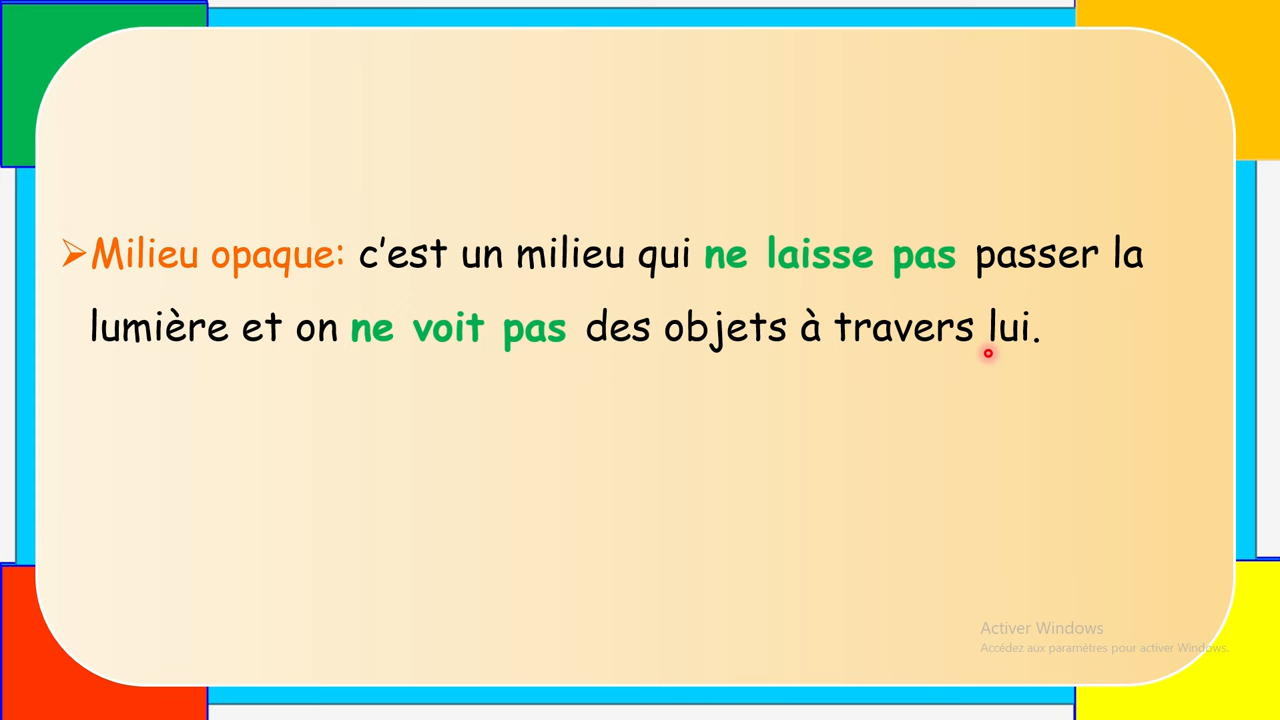 ➢Milieu opaque: c’est un milieu qui ne laisse pas passer la
lumière et on ne voit pas des objets à travers lui.
Activer Windows
Accédez aux paramètres pour activer Windows.